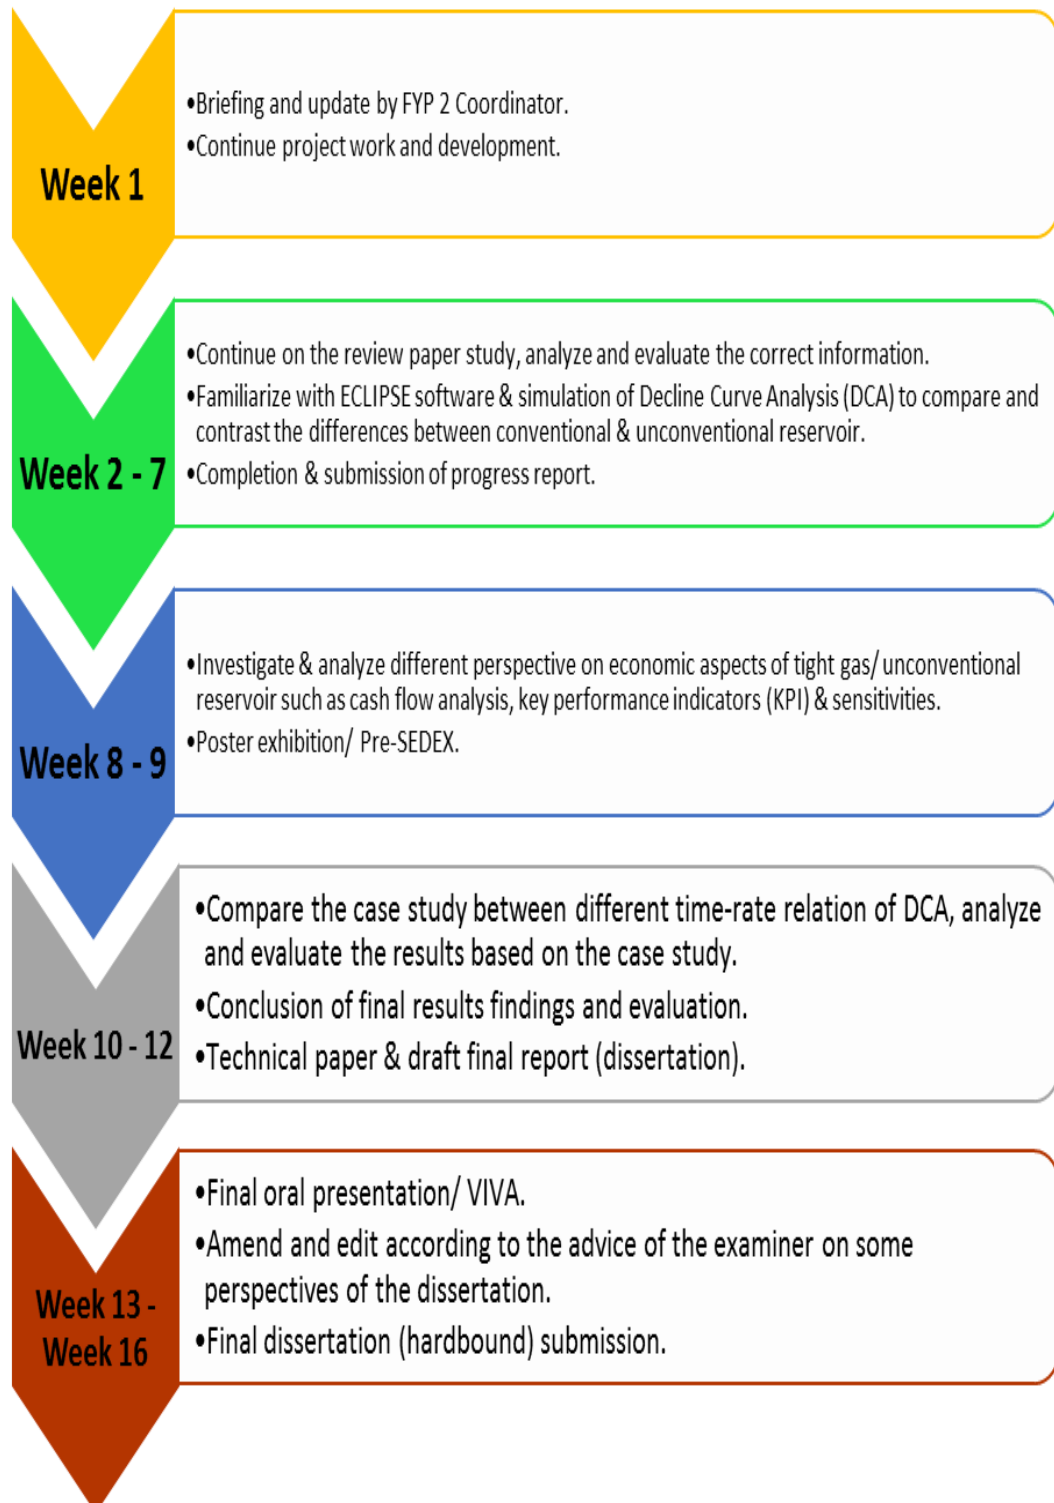 Week 1
•Briefing and update by FYP 2 Coordinator.
•Continue project work and development.
Week 2 - 7
•Continue on the review paper study, analyze and evaluate the correct information.
•Familiarize with ECLIPSE software & simulation of Decline Curve Analysis (DCA) to compare and
contrast the differences between conventional & unconventional reservoir.
•Completion & submission of progress report.
Week 8 - 9
•Investigate & analyze different perspective on economic aspects of tight gas/ unconventional
reservoir such as cash flow analysis, key performance indicators (KPI) & sensitivities.
•Poster exhibition/ Pre-SEDEX.
Week 10 - 12
•Compare the case study between different time-rate relation of DCA, analyze
and evaluate the results based on the case study.
•Conclusion of final results findings and evaluation.
•Technical paper & draft final report (dissertation).
Week 13 -
Week 16
•Final oral presentation/ VIVA.
•Amend and edit according to the advice of the examiner on some
perspectives of the dissertation.
•Final dissertation (hardbound) submission.